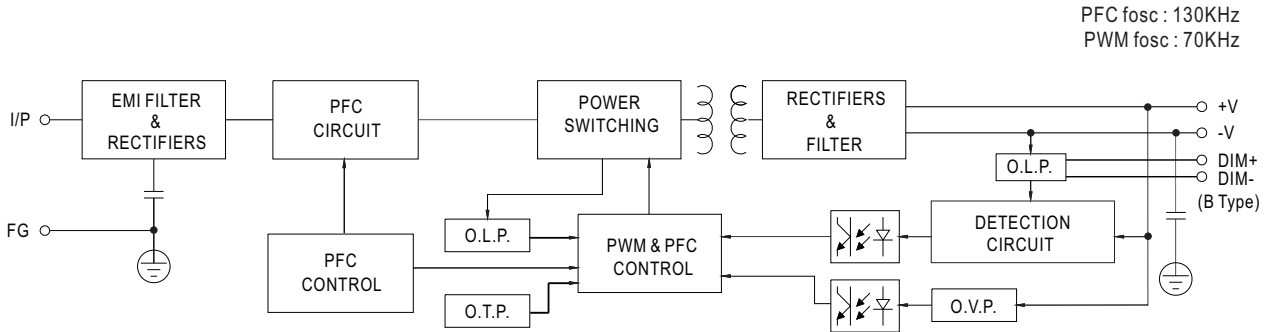 PFC fosc : 130KHz
PWM fosc : 70KHz
I/P
EMI FILTER
&
RECTIFIERS
PFC
CIRCUIT
POWER
SWITCHING
RECTIFIERS
&
FILTER
+V
-V
O.L.P.
DIM+
DIM-
(B Type)
FG
PFC
CONTROL
O.L.P.
O.T.P.
PWM & PFC
CONTROL
DETECTION
CIRCUIT
O.V.P.